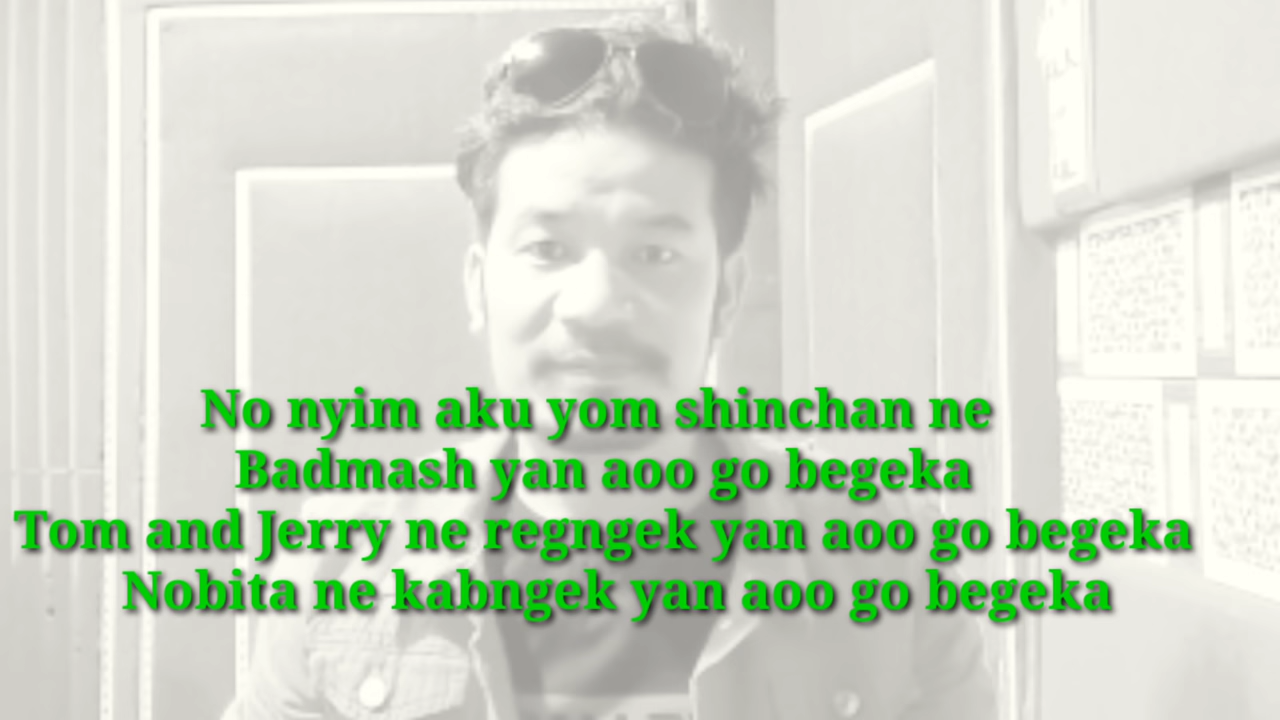 No nyim aku yom shinchan ne
Badmash yan aoo go begeka
Tom and Jerry ne regngek yan aoo go begeka
Nobita ne kabngek yan aoo go begeka